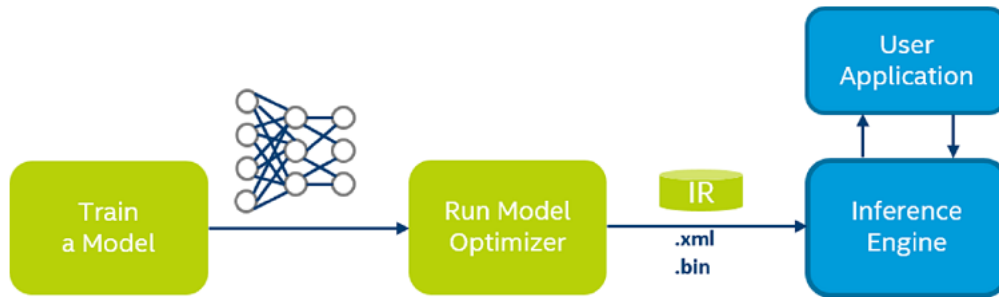 User
Application
Train
a Model
Run Model
Optimizer
IR
.xml
.bin
Inference
Engine